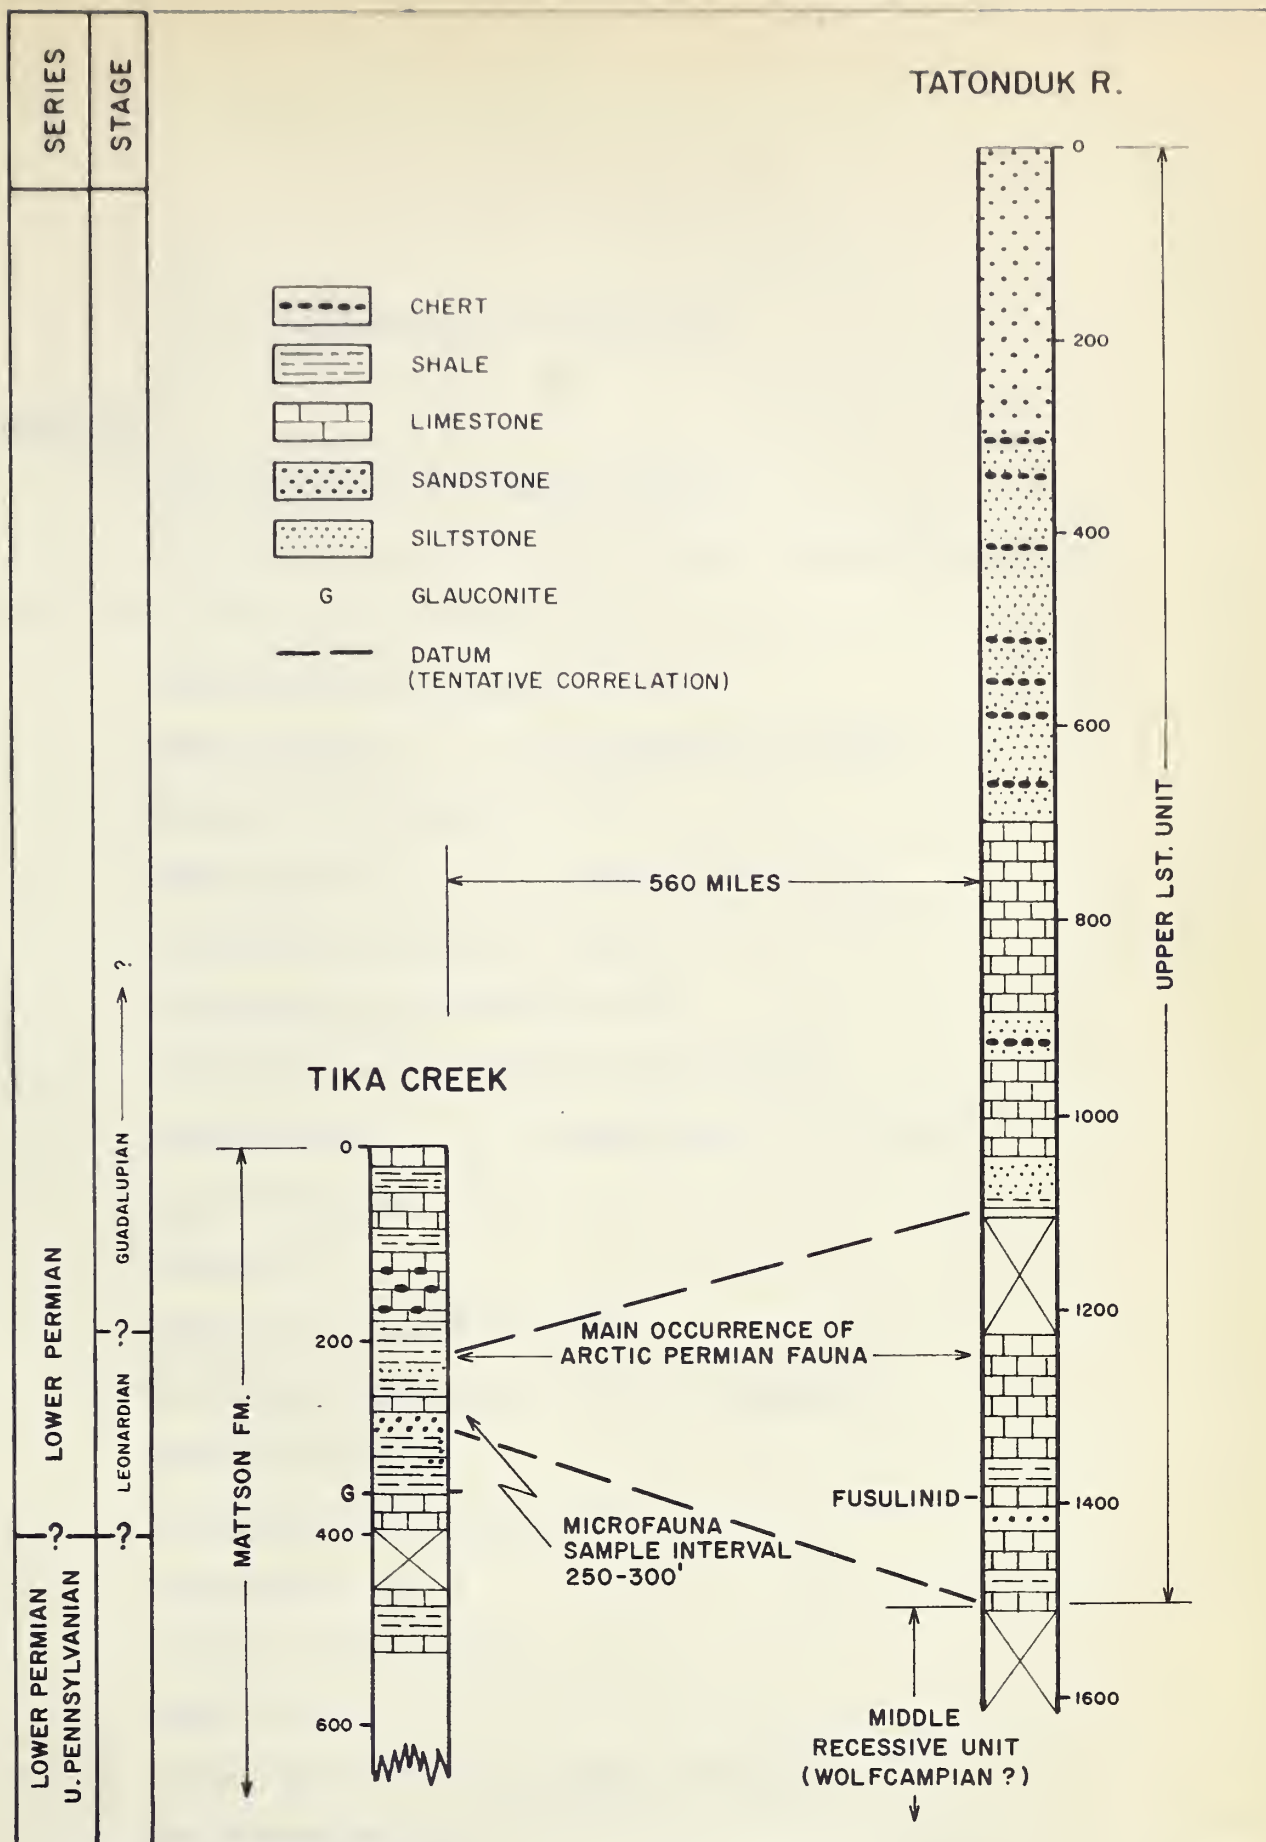 SERIES
STAGE
TATONDUK R.
CHERT
SHALE
LIMESTONE
SANDSTONE
SILTSTONE
G GLAUCONITE
DATUM
(TENTATIVE CORRELATION)
0
200
400
600
800
1000
1200
1400
1600
UPPER LST. UNIT
560 MILES
TIKA CREEK
0
200
G
400
600
MATTSON FM.
?
GUADALUPIAN
?
LEONARDIAN
?
LOWER PERMIAN
?
LOWER PERMIAN
U. PENNSYLVANIAN
MAIN OCCURRENCE OF
ARCTIC PERMIAN FAUNA
FUSULINID
MICROFAUNA
SAMPLE INTERVAL
250-300'
MIDDLE
RECESSIVE UNIT
(WOLFCAMPIAN ?)